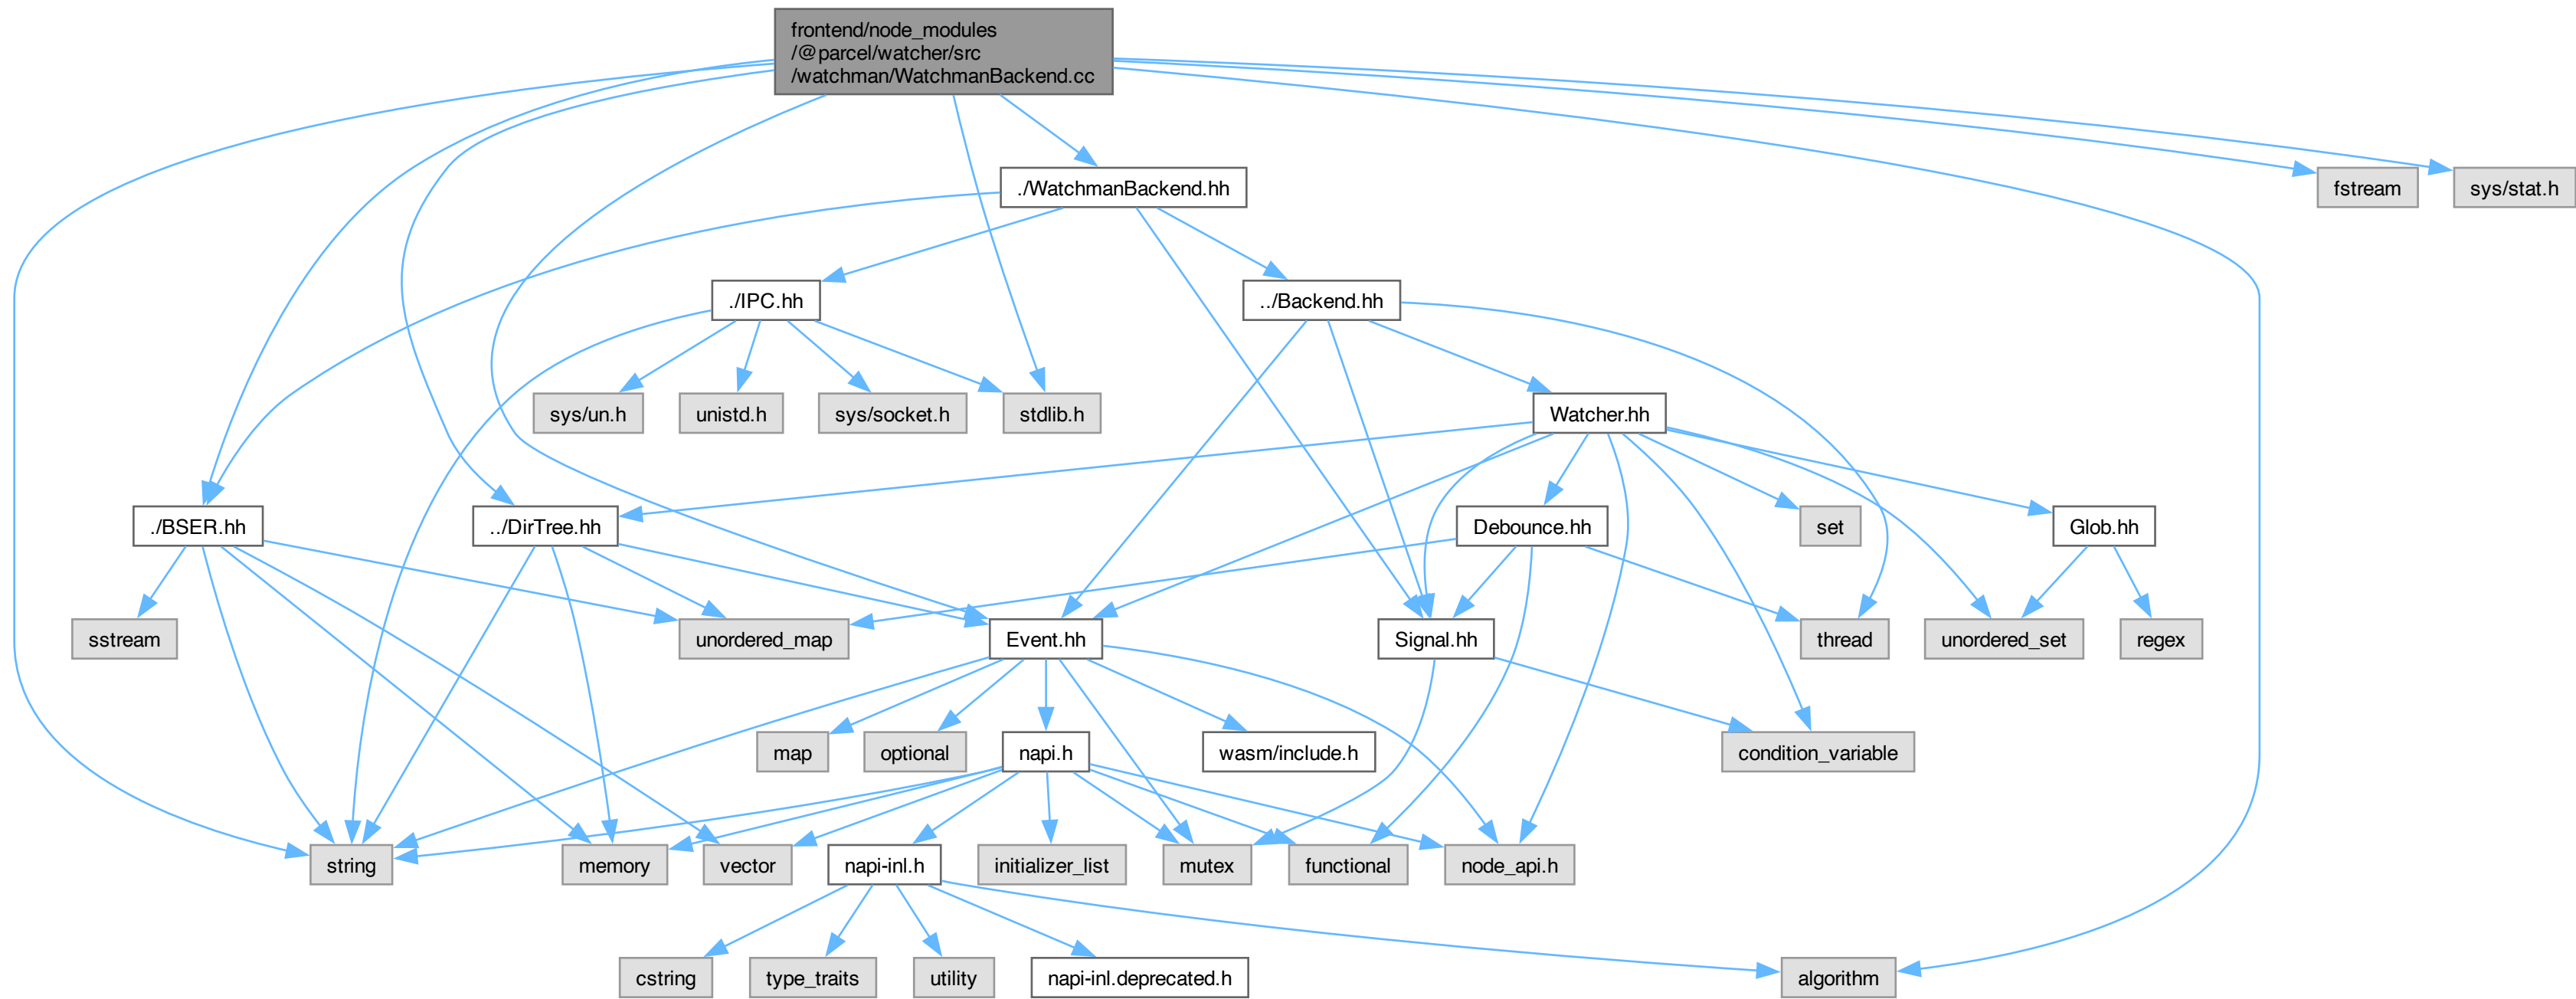 frontend/node_modules
/@parcel/watcher/src
/watchman/WatchmanBackend.cc
./WatchmanBackend.hh
fstream
sys/stat.h
./IPC.hh
../Backend.hh
sys/un.h
unistd.h
sys/socket.h
stdlib.h
Watcher.hh
./BSER.hh
../DirTree.hh
Debounce.hh
set
Glob.hh
sstream
unordered_map
Event.hh
Signal.hh
thread
unordered_set
regex
map
optional
napi.h
wasm/include.h
condition_variable
string
memory
vector
napi-inl.h
initializer_list
mutex
functional
node_api.h
cstring
type_traits
utility
napi-inl.deprecated.h
algorithm